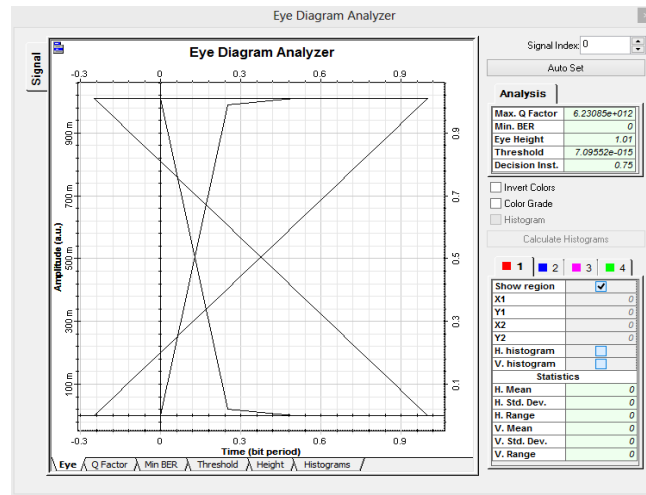 Eye Diagram Analyzer
Signal
Eye Diagram Analyzer
-0.3 0 0.3 0.6 0.9
Amplitude (a.u.)
900 m
700 m
500 m
300 m
100 m
0.9
0.7
0.5
0.3
0.1
-0.3 0 0.3 0.6 0.9
Time (bit period)
Eye Q Factor Min BER Threshold Height Histograms
Signal Index: 0
Auto Set
Analysis
Max. Q Factor 6.23085e+012
Min. BER 0
Eye Height 1.01
Threshold 7.09552e-015
Decision Inst. 0.75
Invert Colors
Color Grade
Histogram
Calculate Histograms
1 2 3 4
Show region
X1 0
Y1 0
X2 0
Y2 0
H. histogram
V. histogram
Statistics
H. Mean 0
H. Std. Dev. 0
H. Range 0
V. Mean 0
V. Std. Dev. 0
V. Range 0